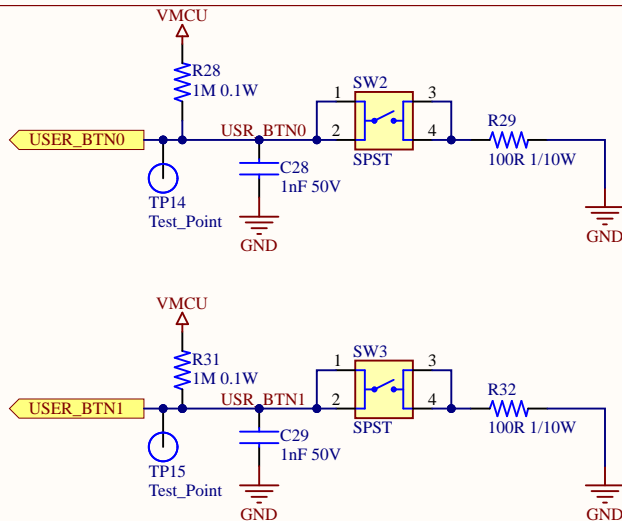 VMCU
R28
1M 0.1W
SW2
1
3
USER_BTN0
USR_BTN0
2
4
R29
100R 1/10W
SPST
C28
1nF 50V
TP14
Test_Point
GND
GND
VMCU
R31
1M 0.1W
SW3
1
3
USER_BTN1
USR_BTN1
2
4
R32
100R 1/10W
SPST
C29
1nF 50V
TP15
Test_Point
GND
GND